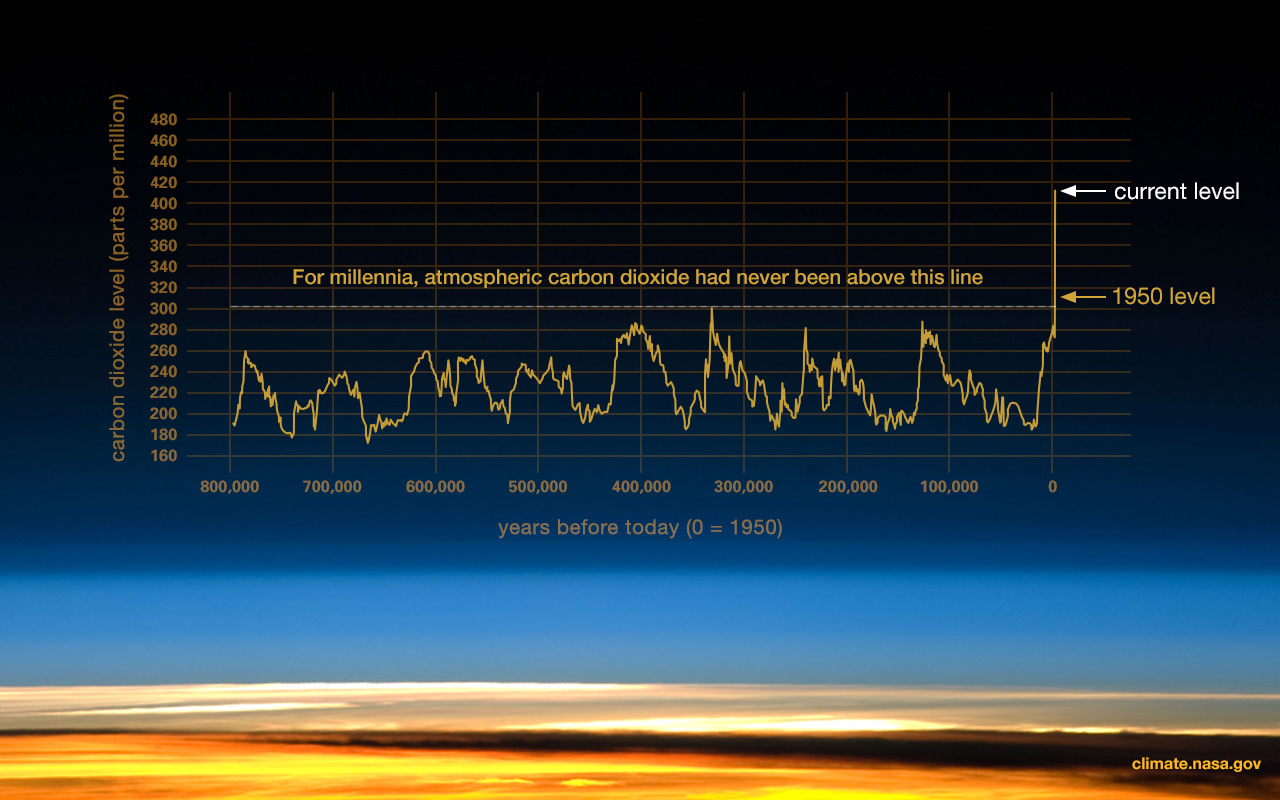 carbon dioxide level (parts per million)
480
460
440
420
400
380
360
340
320
300
280
260
240
220
200
180
160
current level
For millennia, atmospheric carbon dioxide had never been above this line
1950 level
800,000 700,000 600,000 500,000 400,000 300,000 200,000 100,000 0
years before today (0 = 1950)
climate.nasa.gov